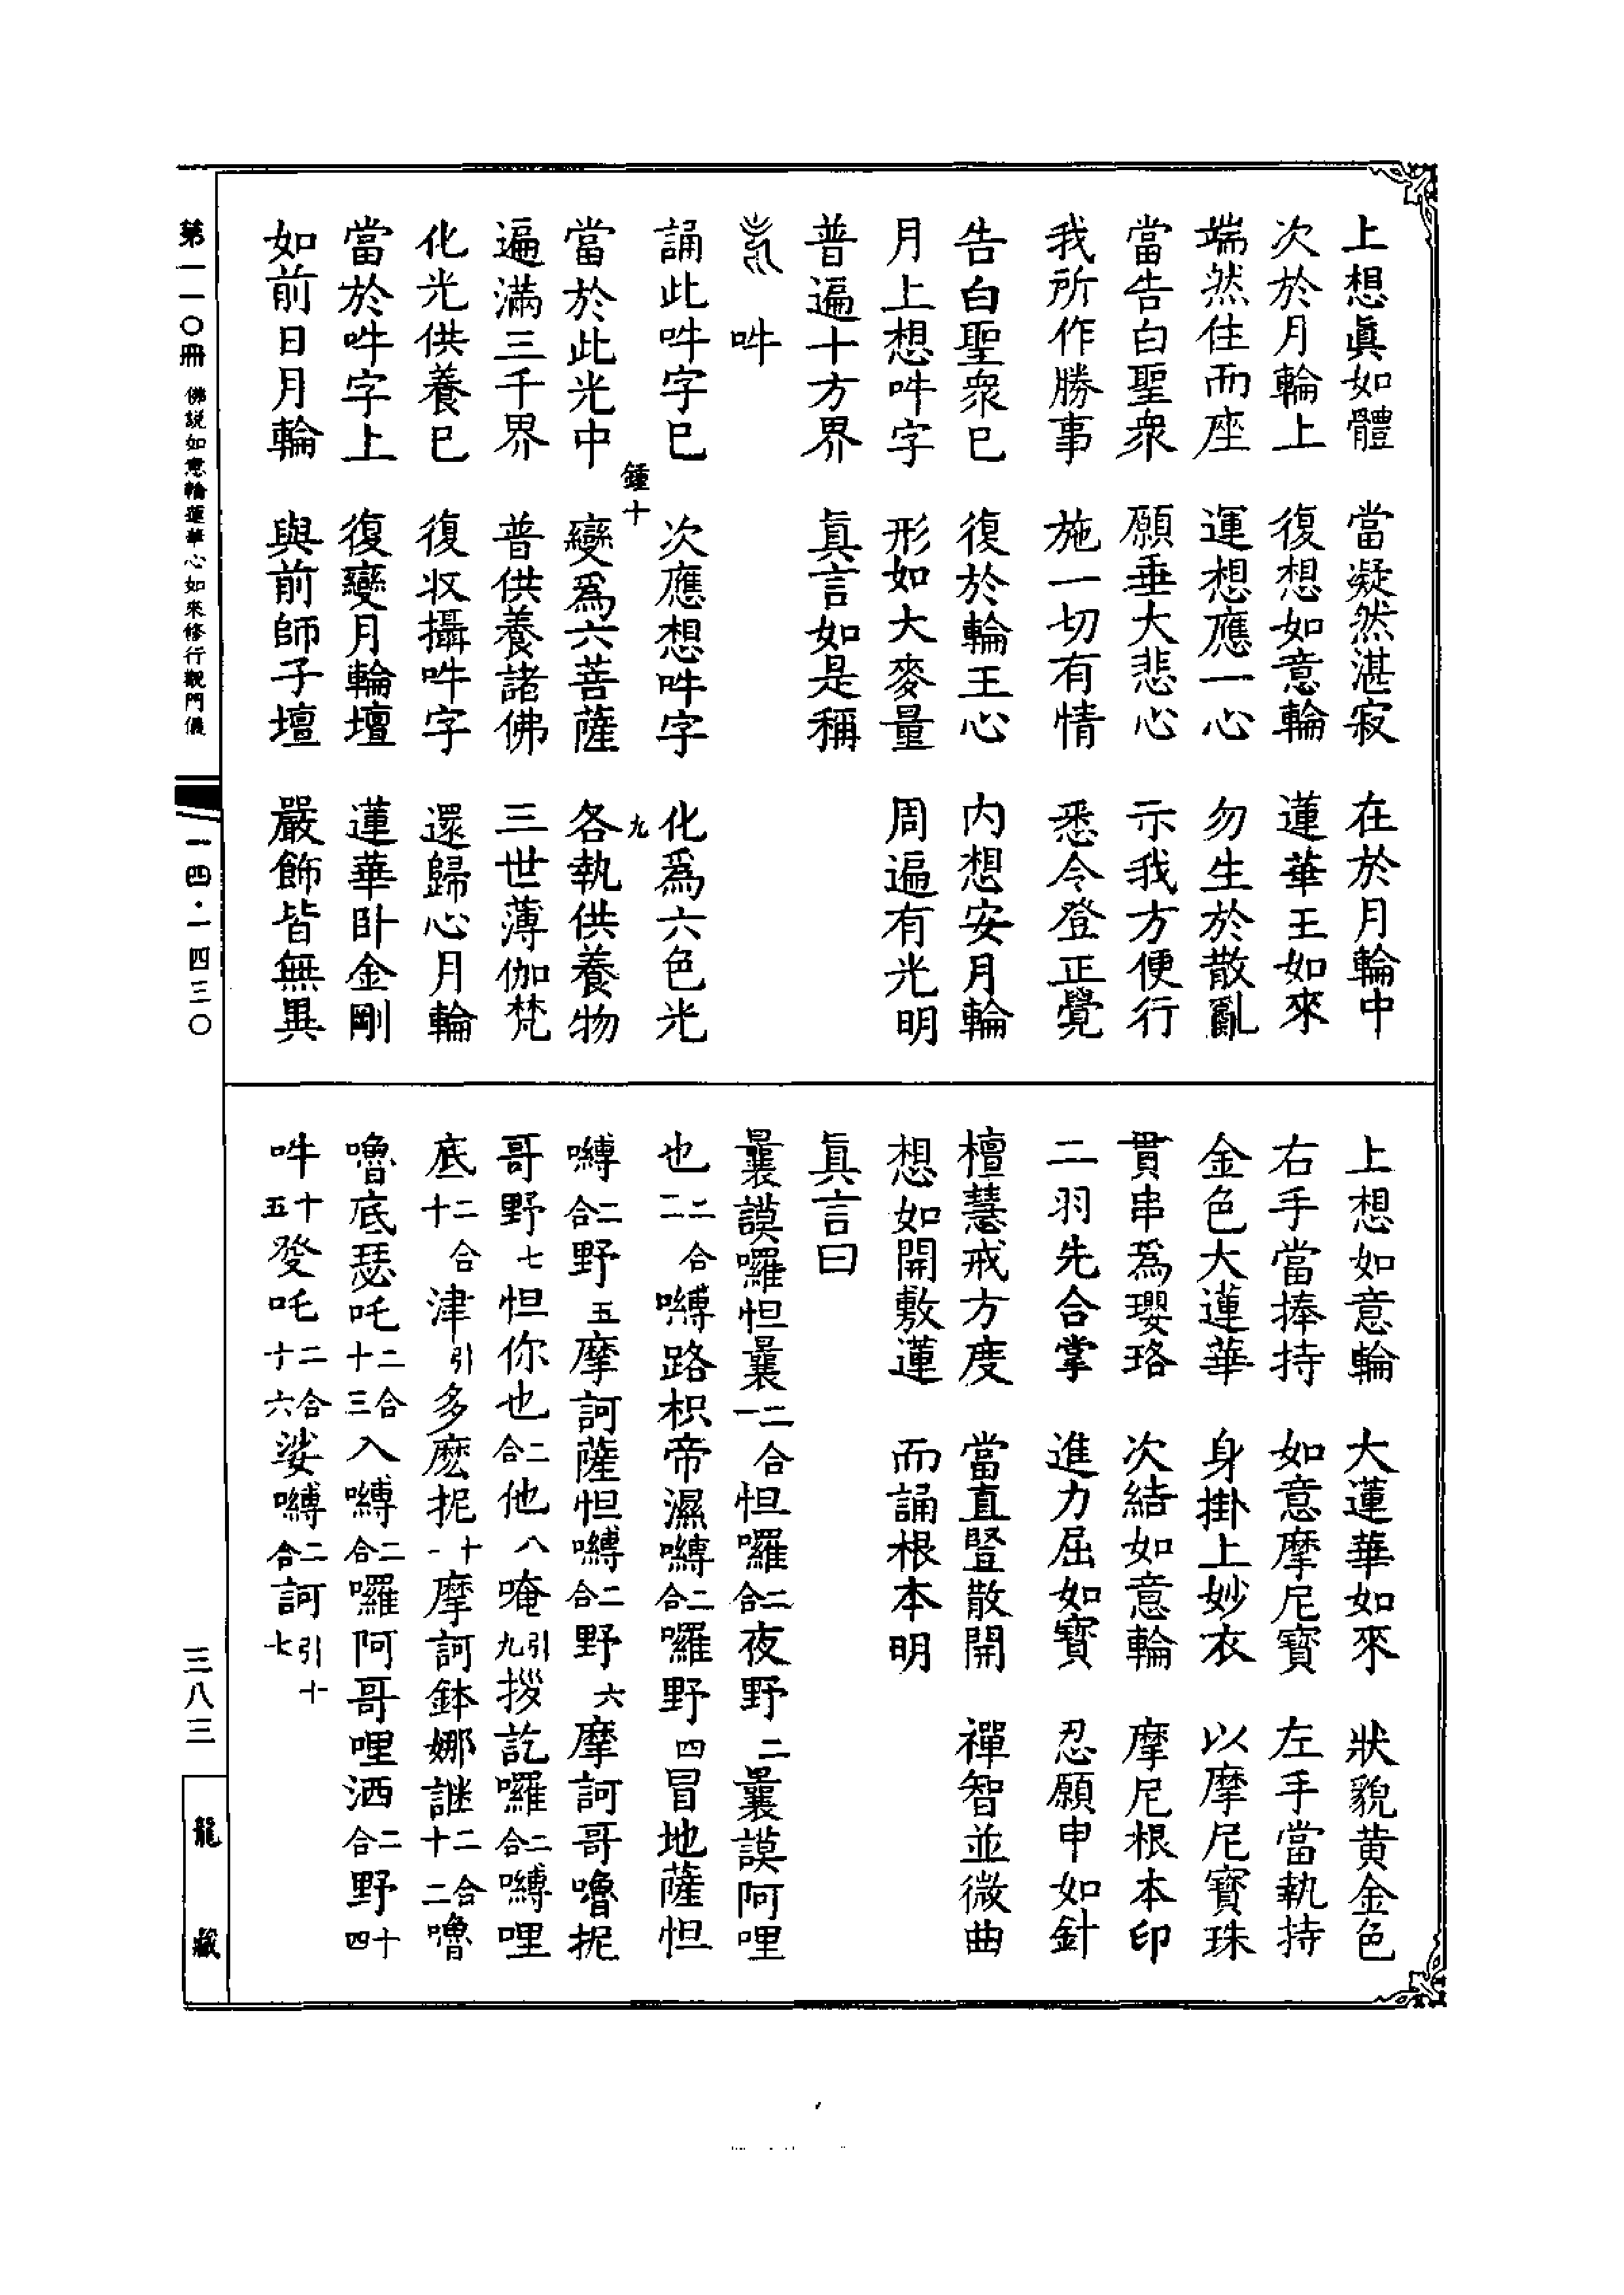 上想眞如體　當凝然湛寂　在於月輪中
次於月輪上　復想如意輪　蓮華王如來
端然住而座　運想應一心　勿生於散亂
當告白聖衆　願垂大悲心　示我方便行
我所作勝事　施一切有情　悉令登正覺
告白聖衆已　復於輪王心　内想安月輪
月上想吽字　形如大麥量　周遍有光明
普遍十方界　眞言如是稱
吽
誦此吽字已　次應想吽字　化爲六色光
鍾十　九
當於此光中　變爲六菩薩　各執供養物
遍滿三千界　普供養諸佛　三世薄伽梵
化光供養已　復収攝吽字　還歸心月輪
當於吽字上　復變月輪壇　蓮華卧金剛
如前日月輪　與前師子壇　嚴飾皆無異
上想如意輪　大蓮華如來　狀貌黄金色
右手當捧持　如意摩尼寶　左手當執持
金色大蓮華　身掛上妙衣　以摩尼寶珠
貫串爲瓔珞　次結如意輪　摩尼根本印
二羽先合掌　進力屈如寶　忍願申如針
檀慧戒方度　當直豎散開　禪智並微曲
想如開敷蓮　而誦根本明
眞言曰
曩謨囉怛曩二合一怛囉二合夜野二曩謨阿哩
也二合二嚩路枳帝濕嚩二合囉野四冒地薩怛
嚩二合野五摩訶薩怛嚩二合野六摩訶哥嚕抳
哥野七怛你也二合他八唵引九拶訖囉二合嚩哩
底二合十津引多麽抳十一摩訶鉢娜謎二合十二嚕
嚕底瑟吒二合十三入嚩二合囉阿哥哩洒二合野十四
吽十五癹吒二合十六娑嚩二合訶引十七
第一一〇冊　佛説如意輪蓮華心如來修行觀門儀
一四·一四三〇
三八三
龍藏